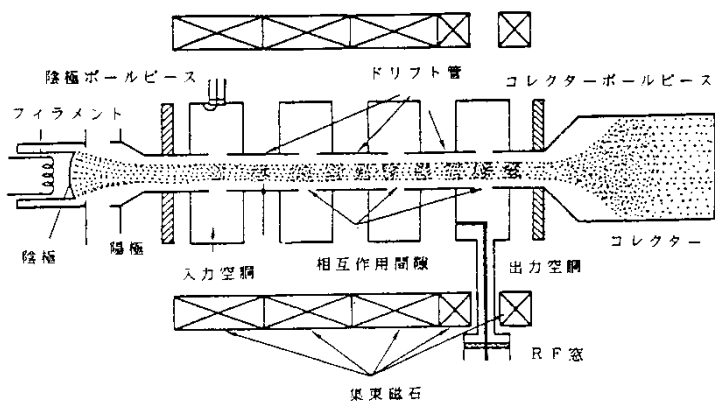 陰極ポールピース
ドリフト管
コレクターポールピース
フィラメント
陰極
陽極
入力空胴
相互作用間隙
出力空胴
コレクター
RF窓
集束磁石